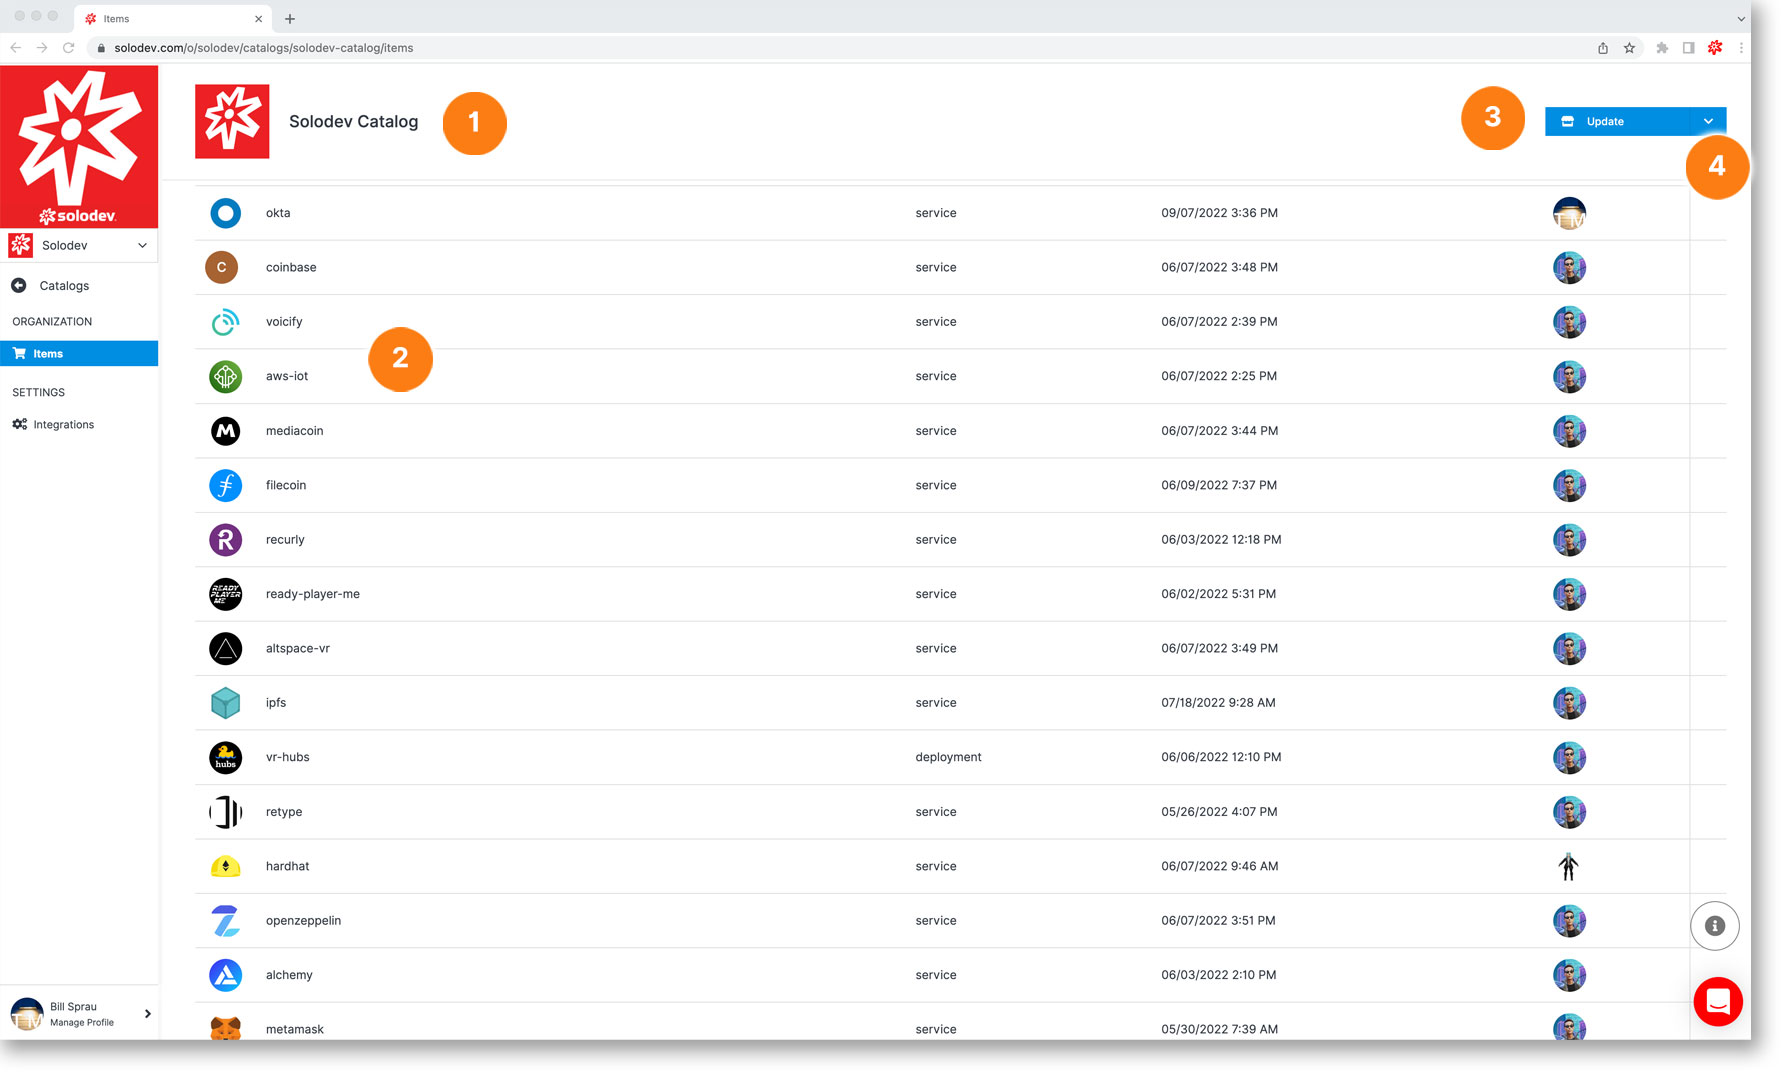 Items
solodev.com/o/solodev/catalogs/solodev-catalog/items
solodev
Solodev
Catalogs
ORGANIZATION
Items
SETTINGS
Integrations
Bill Sprau
Manage Profile
Solodev Catalog
1
3
Update
4
okta service 09/07/2022 3:36 PM
TM
C coinbase service 06/07/2022 3:48 PM
voicify service 06/07/2022 2:39 PM
2
aws-iot service 06/07/2022 2:25 PM
M mediacoin service 06/07/2022 3:44 PM
f filecoin service 06/09/2022 7:37 PM
R recurly service 06/03/2022 12:18 PM
READY
PLAYER
ME
ready-player-me service 06/02/2022 5:31 PM
altspace-vr service 06/07/2022 3:49 PM
ipfs service 07/18/2022 9:28 AM
hubs vr-hubs deployment 06/06/2022 12:10 PM
retype service 05/26/2022 4:07 PM
hardhat service 06/07/2022 9:46 AM
openzeppelin service 06/07/2022 3:51 PM
alchemy service 06/03/2022 2:10 PM
metamask service 05/30/2022 7:39 AM